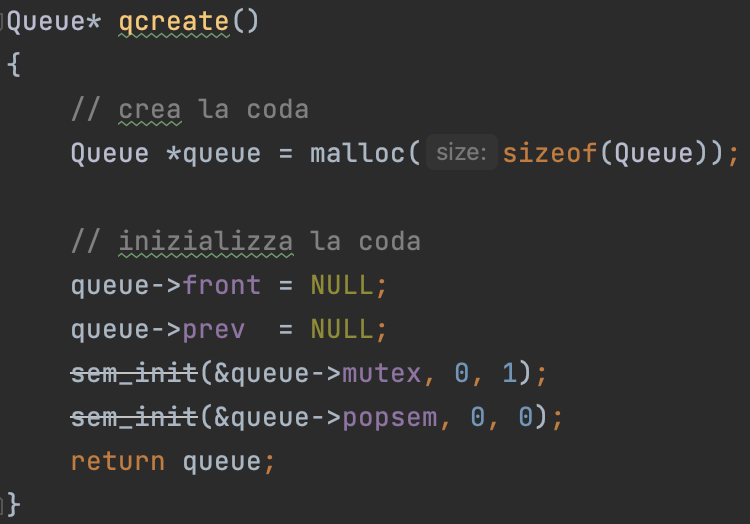 Queue* qcreate()
{
// crea la coda
Queue *queue = malloc( size: sizeof(Queue));
// inizializza la coda
queue->front = NULL;
queue->prev  = NULL;
sem_init(&queue->mutex, 0, 1);
sem_init(&queue->popsem, 0, 0);
return queue;
}